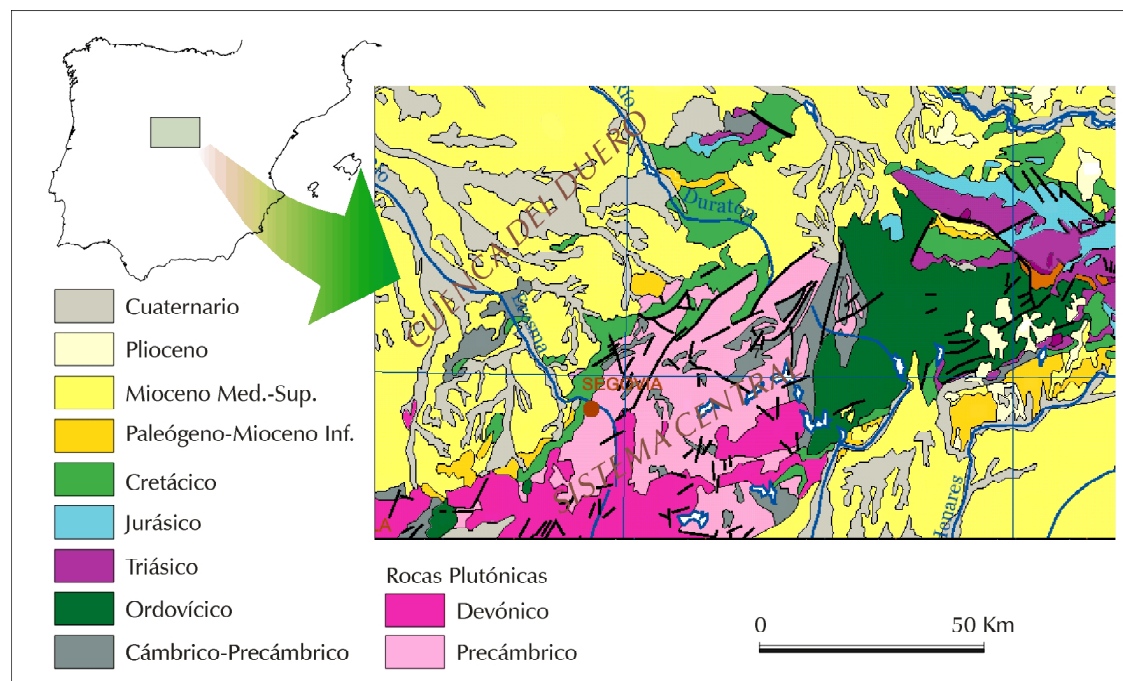 CUENCA DEL DUERO
Duratón
Eresma
SEGOVIA
SISTEMA CENTRAL
Henares
Cuaternario
Plioceno
Mioceno Med.-Sup.
Paleógeno-Mioceno Inf.
Cretácico
Jurásico
Triásico
Ordovícico
Cámbrico-Precámbrico
Rocas Plutónicas
Devónico
Precámbrico
0 50 Km